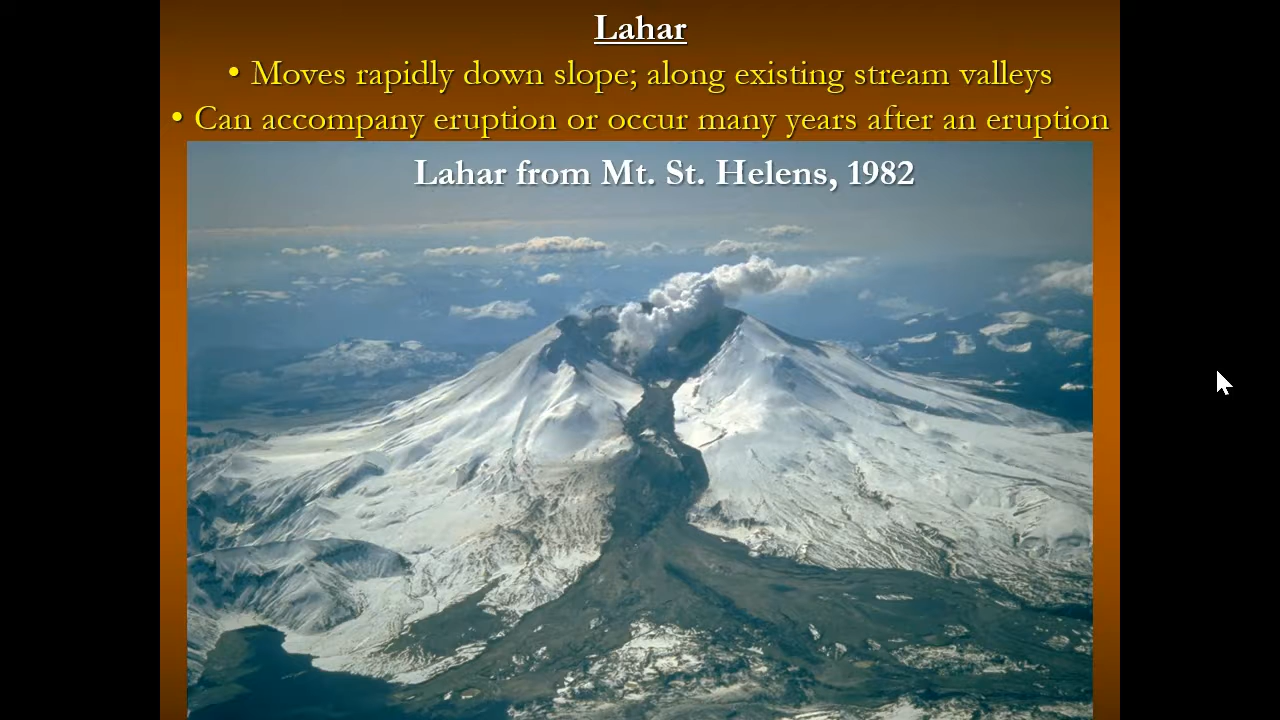 Lahar
• Moves rapidly down slope; along existing stream valleys
• Can accompany eruption or occur many years after an eruption
Lahar from Mt. St. Helens, 1982